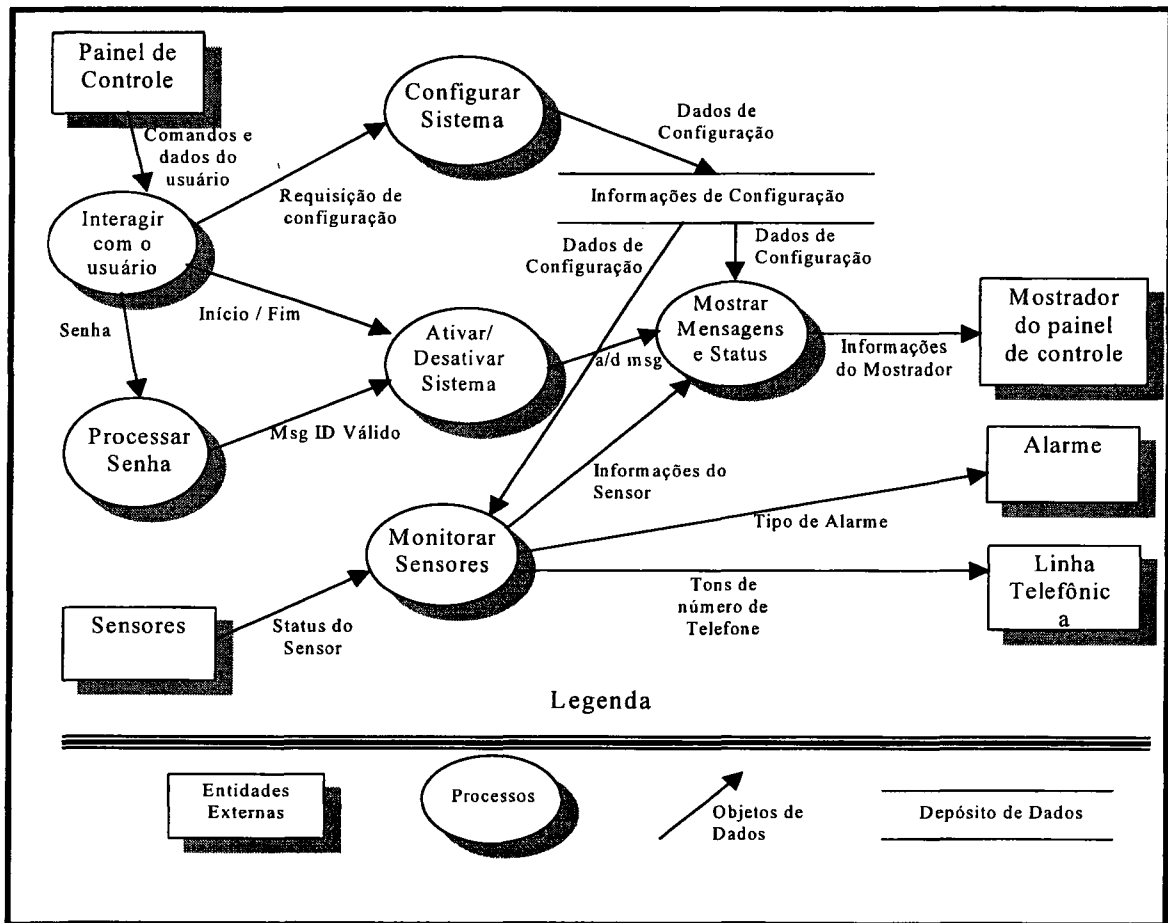 Painel de
Controle
Configurar
Sistema
Dados de
Configuração
Comandos e
dados do
usuário
Requisição de
configuração
Informações de Configuração
Interagir
com o
usuário
Dados de
Configuração
Dados de
Configuração
Senha
Início / Fim
Ativar/
Desativar
Sistema
a/d msg
Mostrar
Mensagens
e Status
Informações
do Mostrador
Mostrador
do painel
de controle
Processar
Senha
Msg ID Válido
Informações do
Sensor
Alarme
Tipo de Alarme
Monitorar
Sensores
Tons de
número de
Telefone
Linha
Telefônic
a
Sensores
Status do
Sensor
Legenda
Entidades
Externas
Processos
Objetos de
Dados
Depósito de Dados